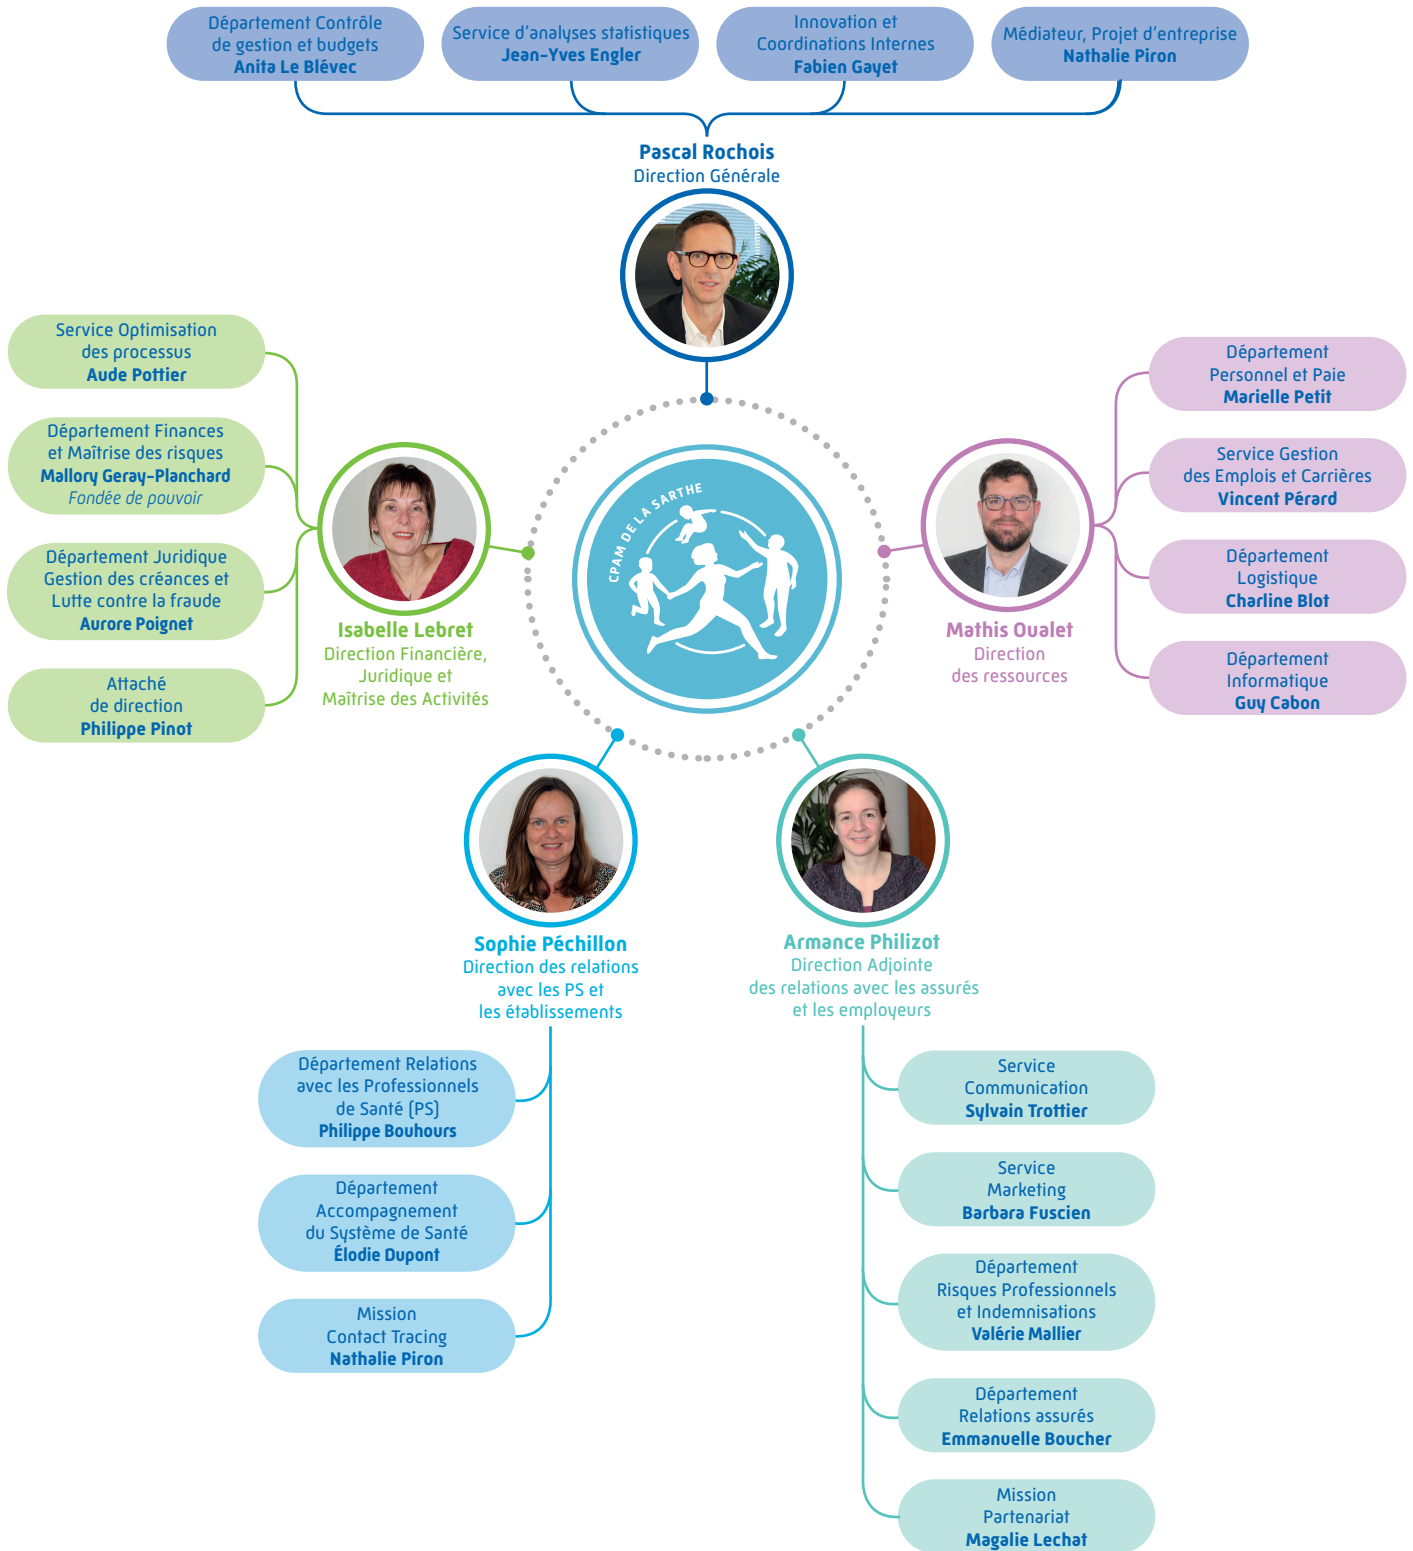 Département Contrôle
de gestion et budgets
Anita Le Blévec
Service d'analyses statistiques
Jean-Yves Engler
Innovation et
Coordinations Internes
Fabien Gayet
Médiateur, Projet d'entreprise
Nathalie Piron
Pascal Rochois
Direction Générale
Service Optimisation
des processus
Aude Pottier
Département Finances
et Maîtrise des risques
Mallory Geray-Planchard
Fondée de pouvoir
Département Juridique
Gestion des créances et
Lutte contre la fraude
Aurore Poignet
Attaché
de direction
Philippe Pinot
Isabelle Lebret
Direction Financière,
Juridique et
Maîtrise des Activités
CPAM DE LA SARTHE
Mathis Oualet
Direction
des ressources
Département
Personnel et Paie
Marielle Petit
Service Gestion
des Emplois et Carrières
Vincent Pérard
Département
Logistique
Charline Blot
Département
Informatique
Guy Cabon
Sophie Péchillon
Direction des relations
avec les PS et
les établissements
Département Relations
avec les Professionnels
de Santé (PS)
Philippe Bouhours
Département
Accompagnement
du Système de Santé
Élodie Dupont
Mission
Contact Tracing
Nathalie Piron
Armance Philizot
Direction Adjointe
des relations avec les assurés
et les employeurs
Service
Communication
Sylvain Trottier
Service
Marketing
Barbara Fuscien
Département
Risques Professionnels
et Indemnisations
Valérie Mallier
Département
Relations assurés
Emmanuelle Boucher
Mission
Partenariat
Magalie Lechat